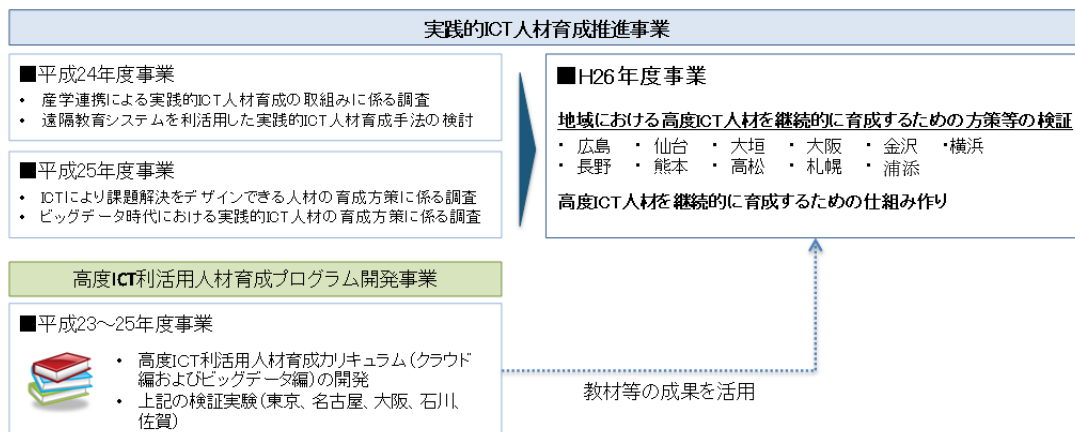 実践的ICT人材育成推進事業
■平成24年度事業
・ 産学連携による実践的ICT人材育成の取組みに係る調査
・ 遠隔教育システムを利活用した実践的ICT人材育成手法の検討
■平成25年度事業
・ ICTにより課題解決をデザインできる人材の育成方策に係る調査
・ ビッグデータ時代における実践的ICT人材の育成方策に係る調査
■H26年度事業
地域における高度ICT人材を継続的に育成するための方策等の検証
・広島 ・仙台 ・大垣 ・大阪 ・金沢 ・横浜
・長野 ・熊本 ・高松 ・札幌 ・浦添
高度ICT人材を継続的に育成するための仕組み作り
高度ICT利活用人材育成プログラム開発事業
■平成23～25年度事業
・ 高度ICT利活用人材育成カリキュラム(クラウド
編およびビッグデータ編)の開発
・ 上記の検証実験(東京、名古屋、大阪、石川、
佐賀)
教材等の成果を活用